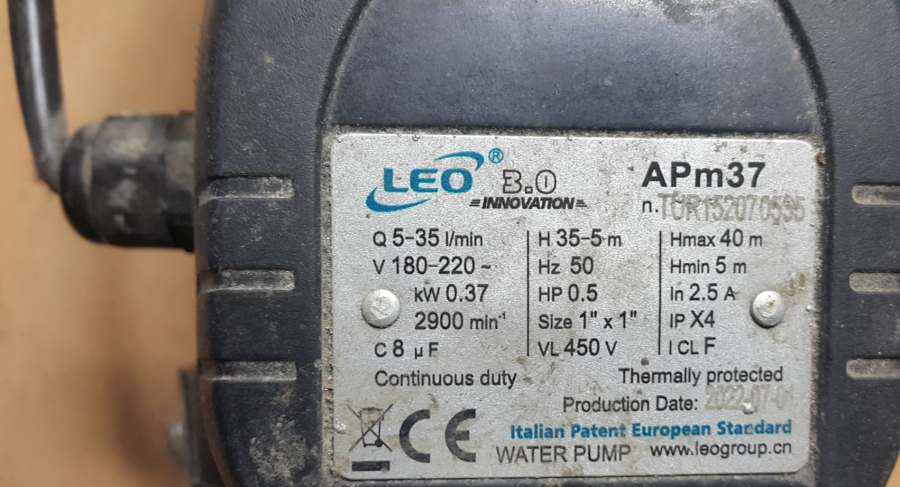 LEO ® 3.0 APm37
INNOVATION n.TOR152070595
Q 5-35 l/min H 35-5 m Hmax 40 m
V 180-220 ~ Hz 50 Hmin 5 m
kW 0.37 HP 0.5 In 2.5 A
2900 min⁻¹ Size 1" x 1" IP X4
C 8 µF VL 450 V I CL F
Continuous duty Thermally protected
Production Date: 2022-07-01
CE Italian Patent European Standard
WATER PUMP www.leogroup.cn